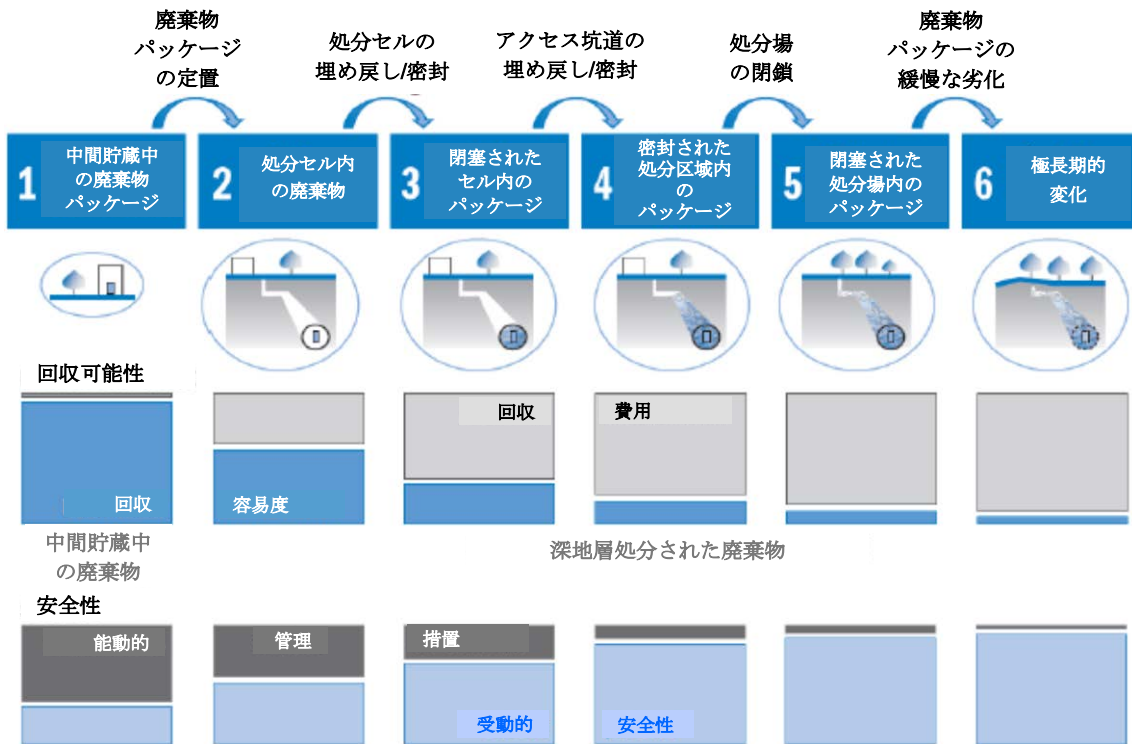 廃棄物
パッケージ
の定置
処分セルの
埋め戻し/密封
アクセス坑道の
埋め戻し/密封
処分場
の閉鎖
廃棄物
パッケージの
緩慢な劣化
1
中間貯蔵中
の廃棄物
パッケージ
2
処分セル内
の廃棄物
3
閉塞された
セル内の
パッケージ
4
密封された
処分区域内
の
パッケージ
5
閉塞された
処分場内の
パッケージ
6
極長期的
変化
回収可能性
回収
費用
回収
容易度
中間貯蔵中
の廃棄物
深地層処分された廃棄物
安全性
能動的
管理
措置
受動的
安全性